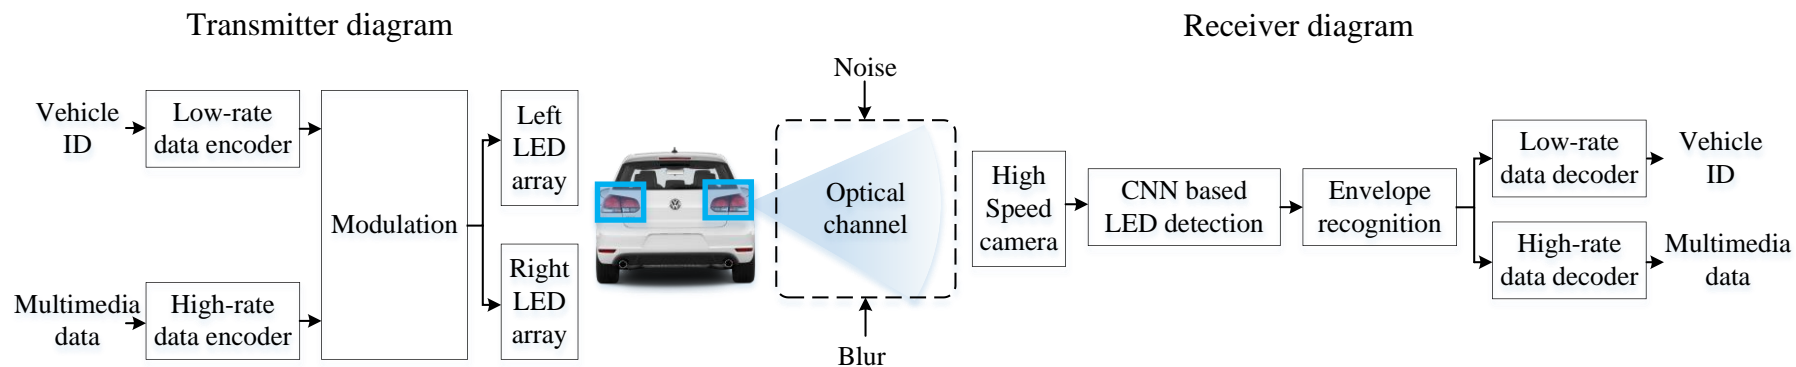 Transmitter diagram
Receiver diagram
Vehicle
ID
Low-rate
data encoder
Multimedia
data
High-rate
data encoder
Modulation
Left
LED
array
Right
LED
array
Noise
Optical
channel
Blur
High
Speed
camera
CNN based
LED detection
Envelope
recognition
Low-rate
data decoder
Vehicle
ID
High-rate
data decoder
Multimedia
data